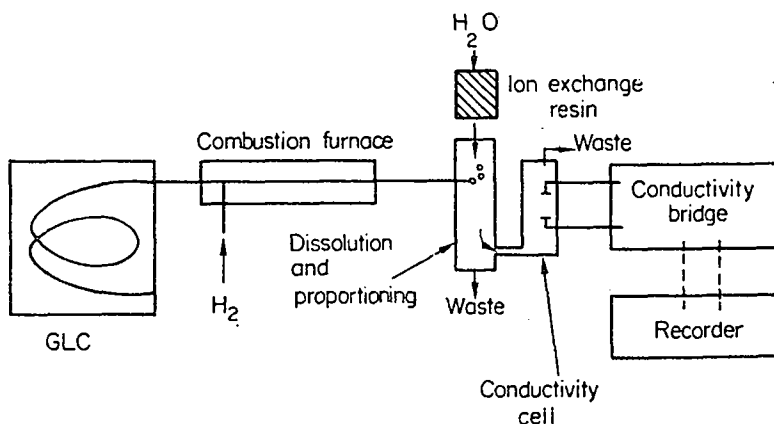 H₂O
Ion exchange
resin
Combustion furnace
Waste
Conductivity
bridge
Dissolution
and
proportioning
H₂
Waste
Recorder
GLC
Conductivity
cell